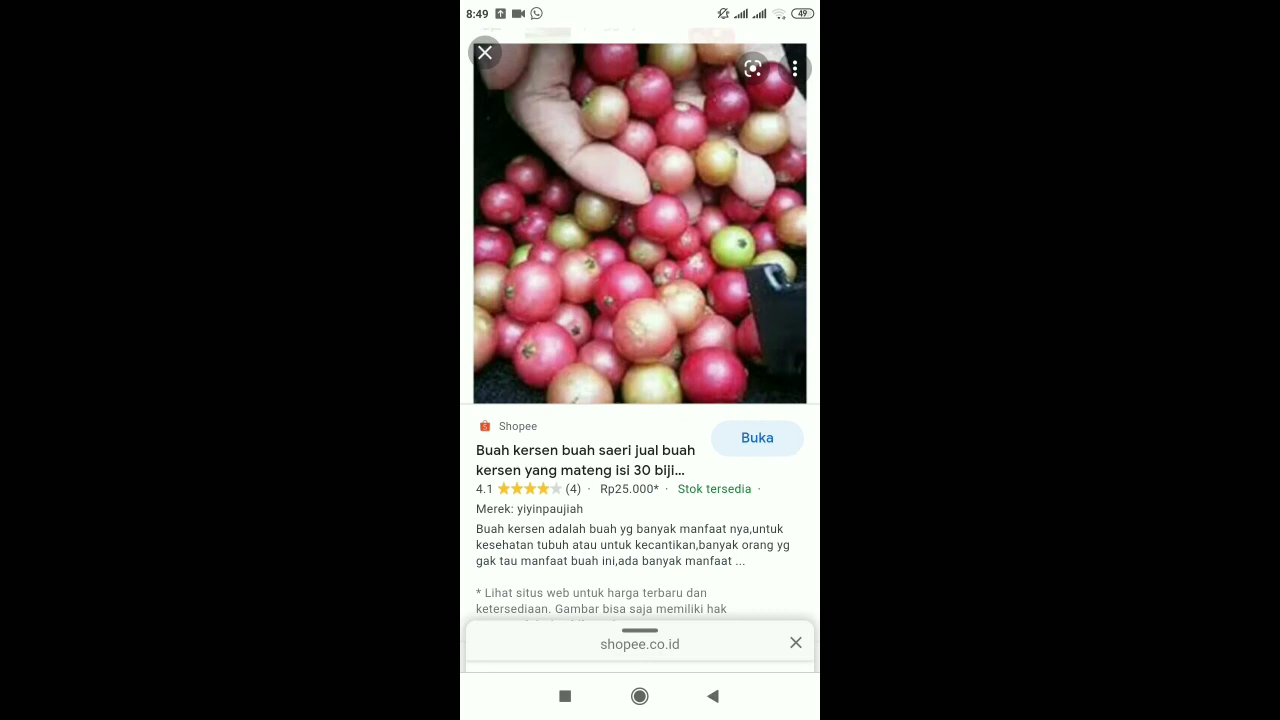 8:49
49
Shopee
Buka
Buah kersen buah saeri jual buah
kersen yang mateng isi 30 biji...
4.1 (4) · Rp25.000* · Stok tersedia ·
Merek: yiyinpaujiah
Buah kersen adalah buah yg banyak manfaat nya,untuk
kesehatan tubuh atau untuk kecantikan,banyak orang yg
gak tau manfaat buah ini,ada banyak manfaat ...
* Lihat situs web untuk harga terbaru dan
ketersediaan. Gambar bisa saja memiliki hak
shopee.co.id